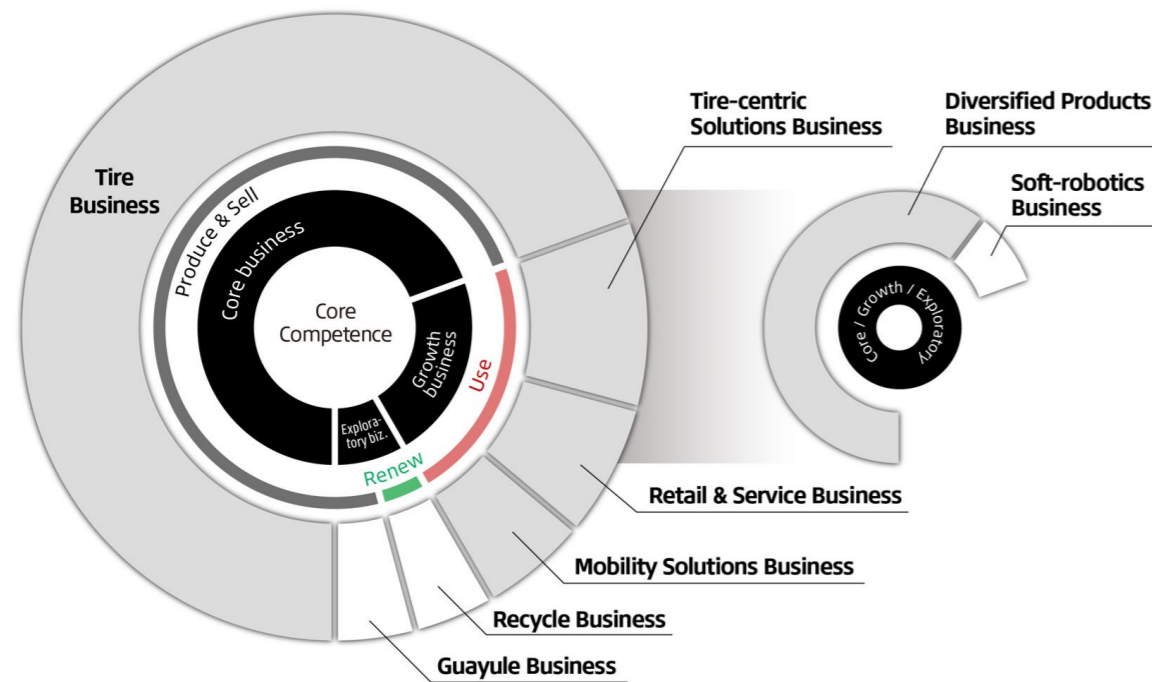 Tire
Business
Produce & Sell
Core business
Core
Competence
Growth
business
Explora-
tory biz.
Use
Renew
Tire-centric
Solutions Business
Diversified Products
Business
Soft-robotics
Business
Core / Growth / Exploratory
Retail & Service Business
Mobility Solutions Business
Recycle Business
Guayule Business